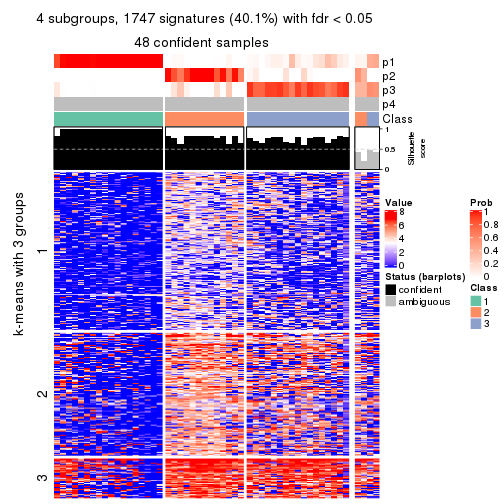 4 subgroups, 1747 signatures (40.1%) with fdr < 0.05
48 confident samples
p1
p2
p3
p4
Class
1
0.5
0
Silhouette
score
k-means with 3 groups
1
2
3
Value
8
6
4
2
0
Status (barplots)
confident
ambiguous
Prob
1
0.8
0.6
0.4
0.2
0
Class
1
2
3